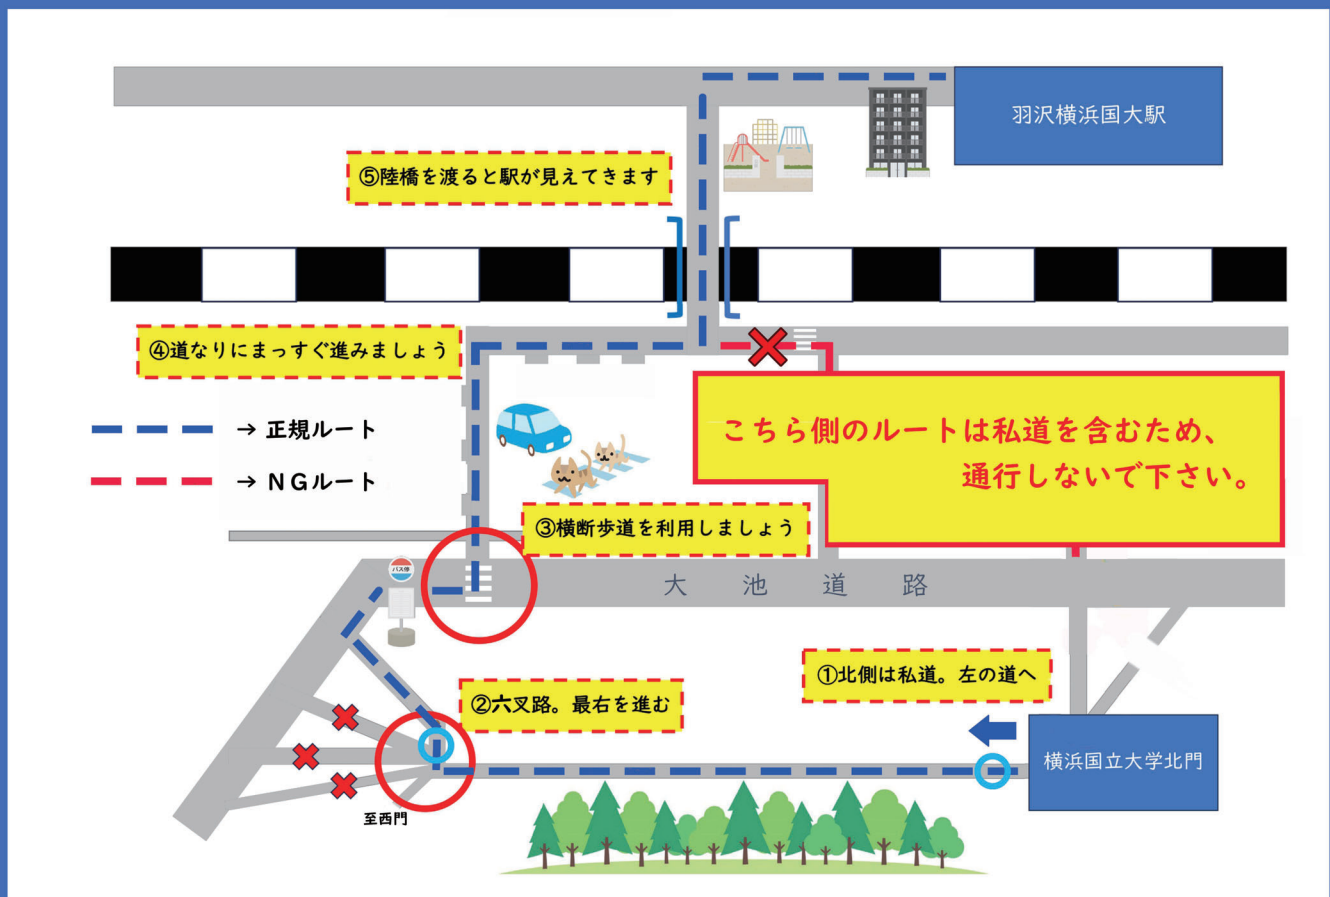 羽沢横浜国大駅
⑤陸橋を渡ると駅が見えてきます
④道なりにまっすぐ進みましょう
→ 正規ルート
→ NGルート
こちら側のルートは私道を含むため、
通行しないで下さい。
③横断歩道を利用しましょう
バス停
大池道路
①北側は私道。左の道へ
②六叉路。最右を進む
横浜国立大学北門
至西門